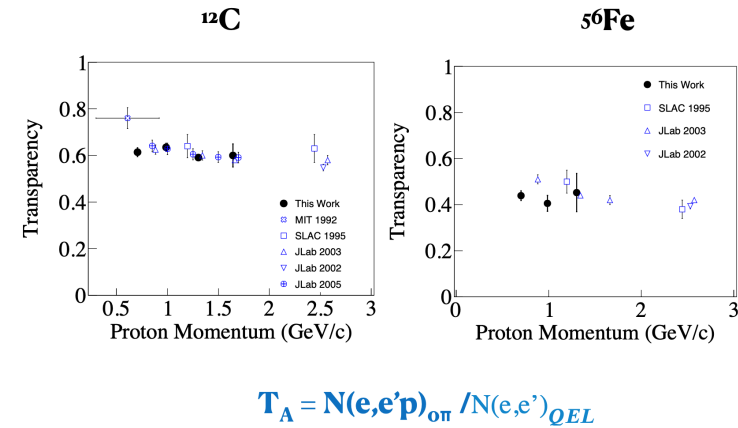 ¹²C
⁵⁶Fe
1
0.8
0.6
0.4
0.2
0
Transparency
This Work
MIT 1992
SLAC 1995
JLab 2003
JLab 2002
JLab 2005
0.5 1 1.5 2 2.5 3
Proton Momentum (GeV/c)
1
0.8
0.6
0.4
0.2
0
Transparency
This Work
SLAC 1995
JLab 2003
JLab 2002
0 1 2 3
Proton Momentum (GeV/c)
T_A = N(e,e'p)_0π /N(e,e')_QEL